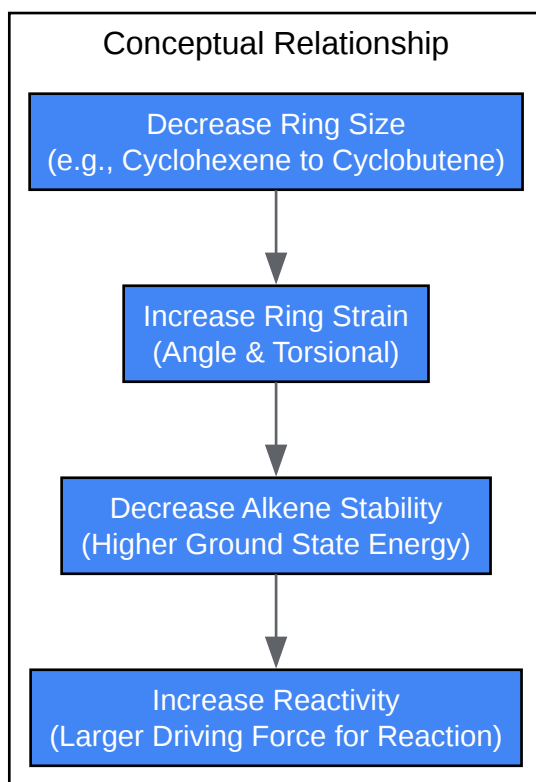 Conceptual Relationship
Decrease Ring Size
(e.g., Cyclohexene to Cyclobutene)
Increase Ring Strain
(Angle & Torsional)
Decrease Alkene Stability
(Higher Ground State Energy)
Increase Reactivity
(Larger Driving Force for Reaction)